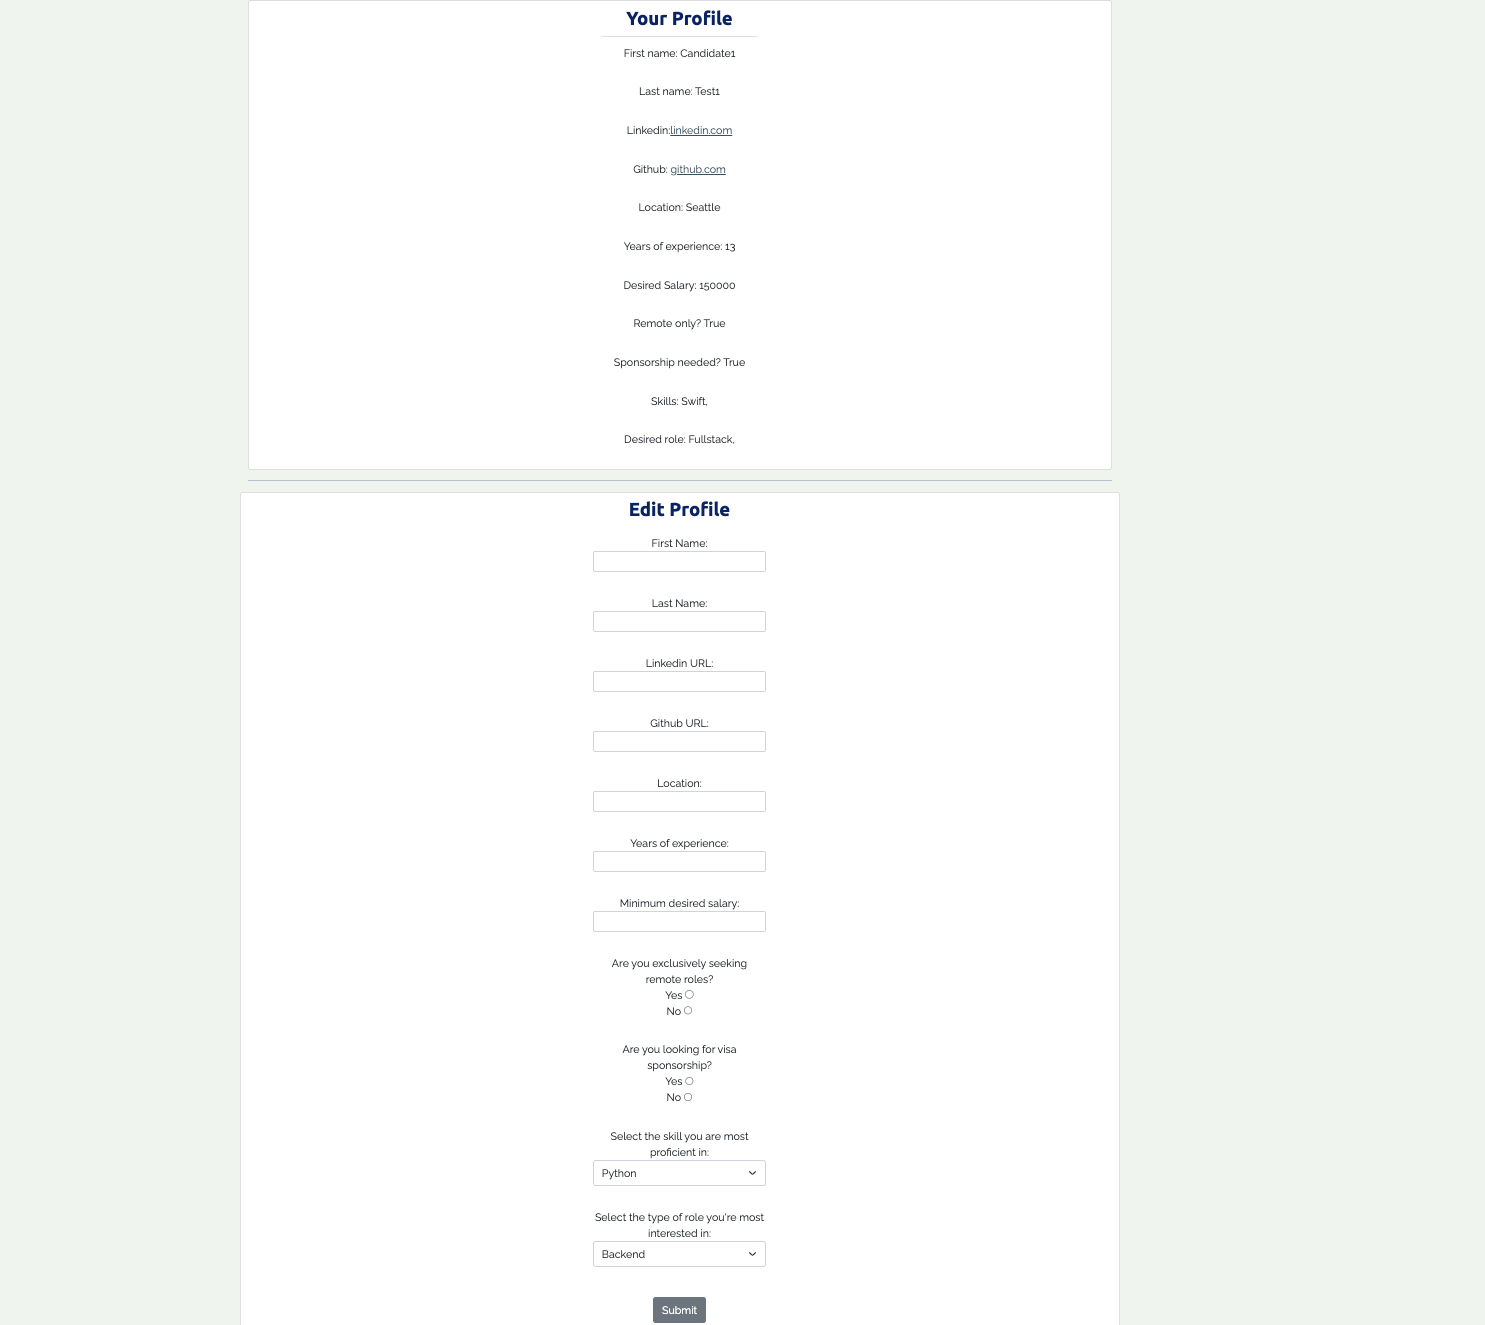 Your Profile
First name: Candidate1
Last name: Test1
Linkedin:linkedin.com
Github: github.com
Location: Seattle
Years of experience: 13
Desired Salary: 150000
Remote only? True
Sponsorship needed? True
Skills: Swift,
Desired role: Fullstack,
Edit Profile
First Name:
Last Name:
Linkedin URL:
Github URL:
Location:
Years of experience:
Minimum desired salary:
Are you exclusively seeking
remote roles?
Yes
No
Are you looking for visa
sponsorship?
Yes
No
Select the skill you are most
proficient in:
Python
Select the type of role you're most
interested in:
Backend
Submit